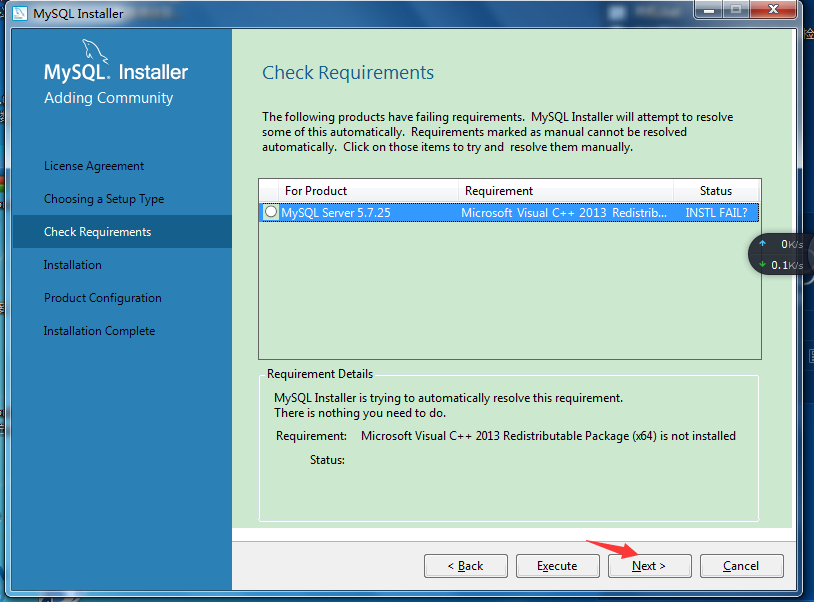 MySQL Installer
MySQL. Installer
Adding Community
License Agreement
Choosing a Setup Type
Check Requirements
Installation
Product Configuration
Installation Complete
Check Requirements
The following products have failing requirements. MySQL Installer will attempt to resolve
some of this automatically. Requirements marked as manual cannot be resolved
automatically. Click on those items to try and resolve them manually.
For Product Requirement Status
MySQL Server 5.7.25 Microsoft Visual C++ 2013 Redistrib... INSTL FAIL?
0K/s
0.1K/s
Requirement Details
MySQL Installer is trying to automatically resolve this requirement.
There is nothing you need to do.
Requirement: Microsoft Visual C++ 2013 Redistributable Package (x64) is not installed
Status:
< Back Execute Next > Cancel